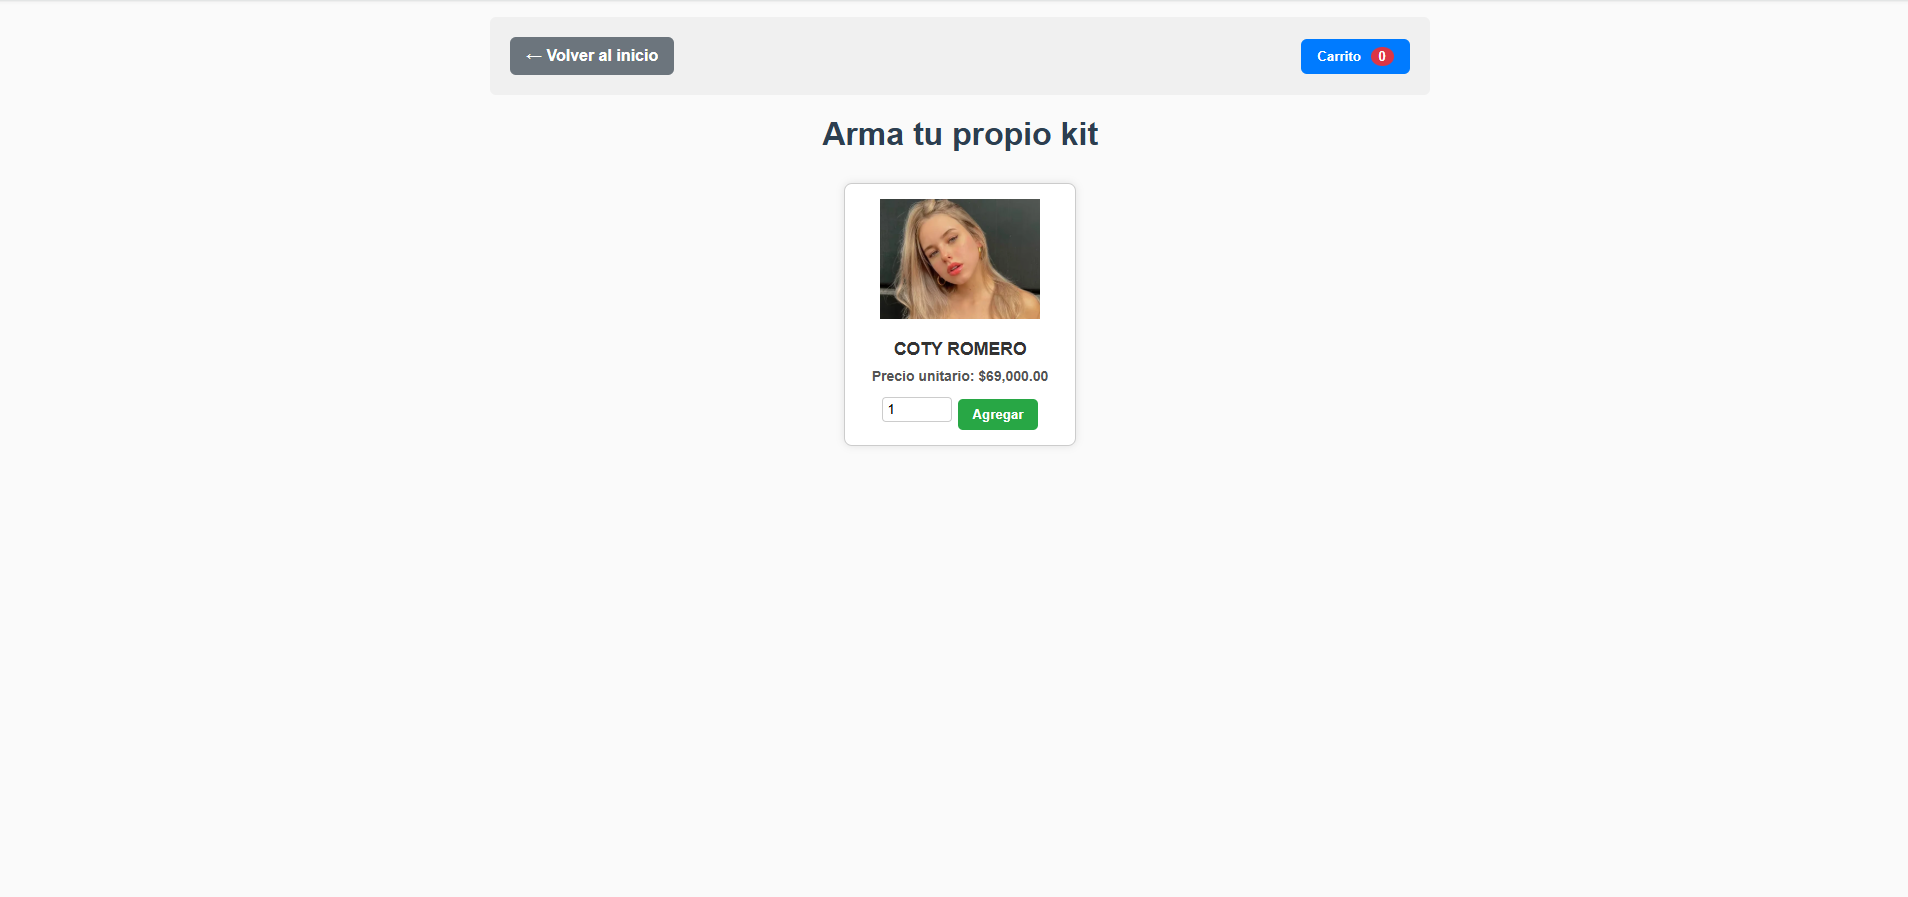 ← Volver al inicio
Carrito 0
Arma tu propio kit
COTY ROMERO
Precio unitario: $69,000.00
1 Agregar